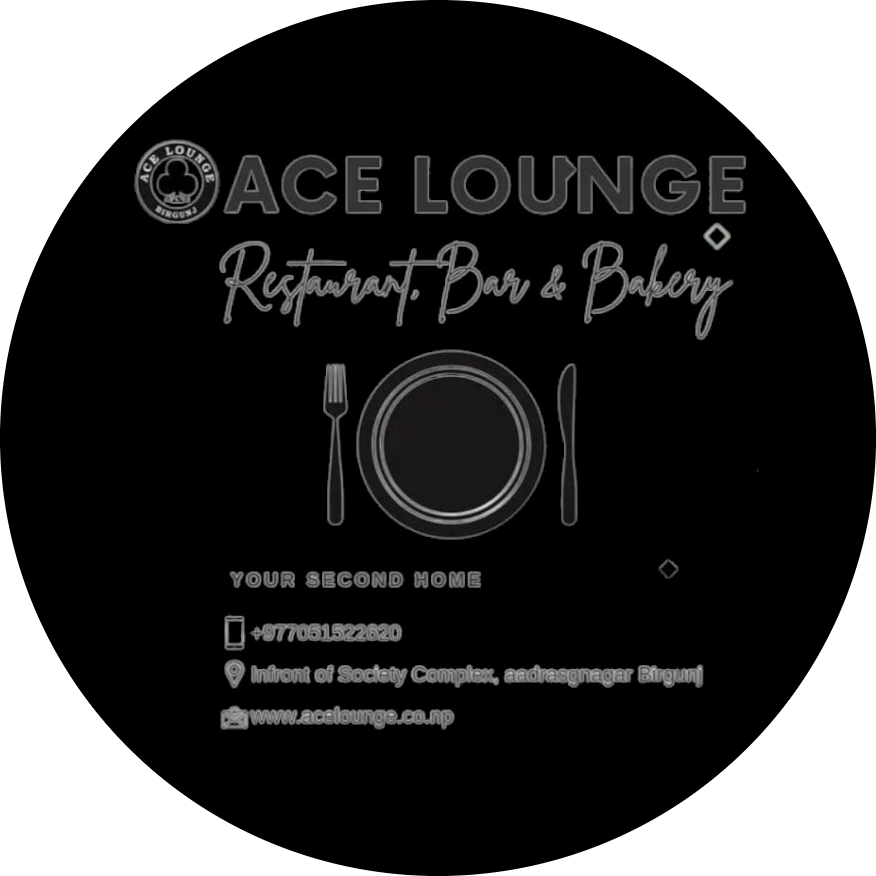 ACE LOUNGE
BIRGUNJ
ACE LOUNGE
Restaurant, Bar & Bakery
YOUR SECOND HOME
+977051522620
Infront of Society Complex, aadrasgnagar Birgunj
www.acelounge.co.np